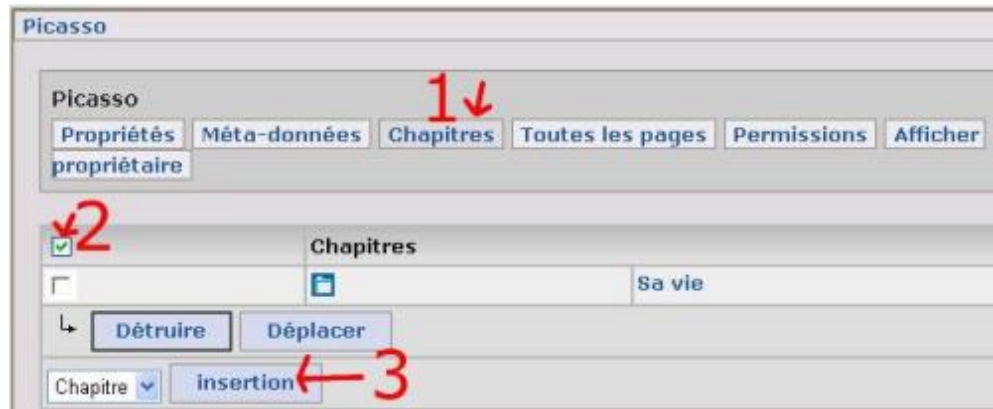 Picasso
Picasso
1
Propriétés Méta-données Chapitres Toutes les pages Permissions Afficher
propriétaire
2
Chapitres
Sa vie
Détruire Déplacer
Chapitre insertion 3